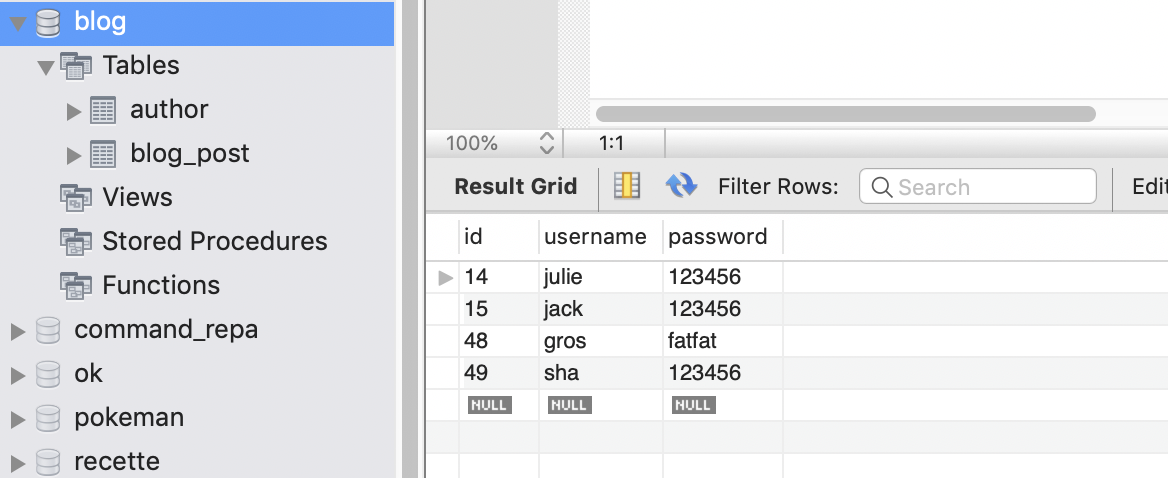 blog
Tables
author
blog_post
Views
Stored Procedures
Functions
command_repa
ok
pokeman
recette
100% 1:1
Result Grid Filter Rows: Search Edit
id username password
14 julie 123456
15 jack 123456
48 gros fatfat
49 sha 123456
NULL NULL NULL